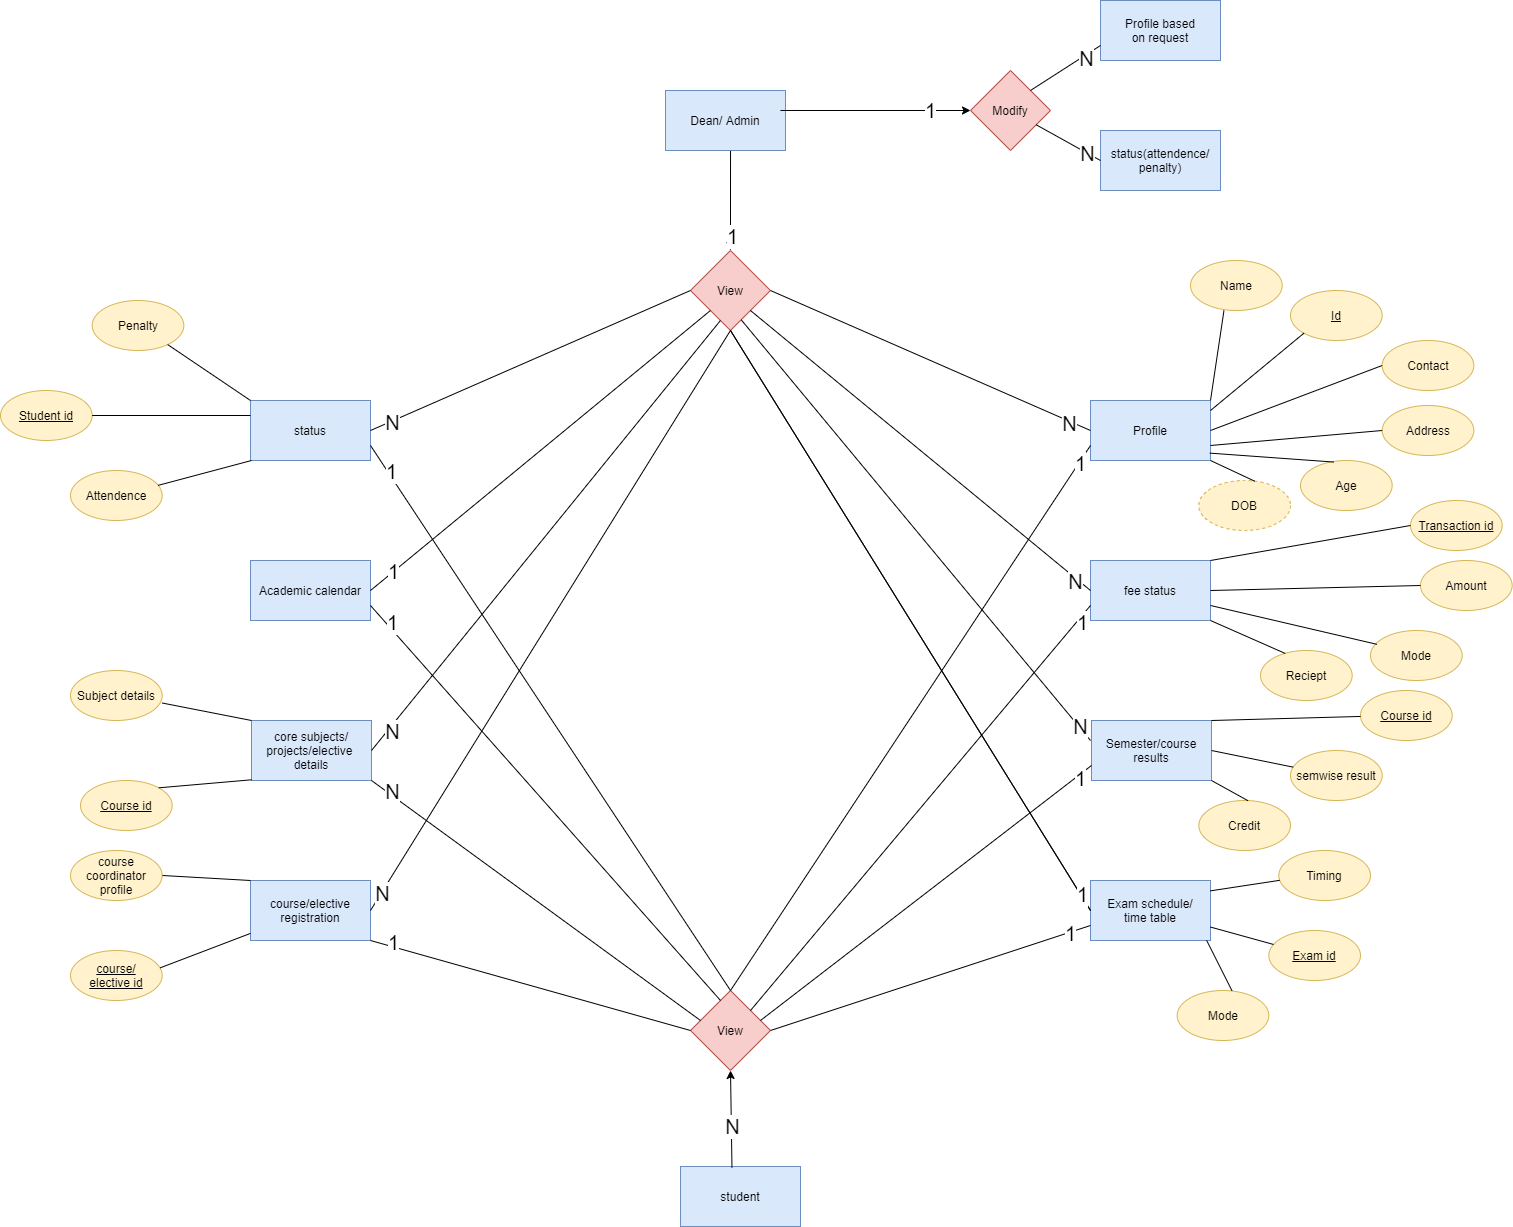 Profile based
on request
Dean/ Admin
1
Modify
N
N
status(attendence/
penalty)
1
View
Name
Id
Contact
Address
Age
DOB
Profile
N
1
Penalty
Student id
Attendence
status
N
1
Academic calendar
1
1
Transaction id
Amount
Mode
Reciept
fee status
N
1
Subject details
Course id
core subjects/
projects/elective
details
N
N
Semester/course
results
N
1
Course id
semwise result
Credit
course
coordinator
profile
course/
elective id
course/elective
registration
N
1
Exam schedule/
time table
1
1
Timing
Exam id
Mode
View
N
student